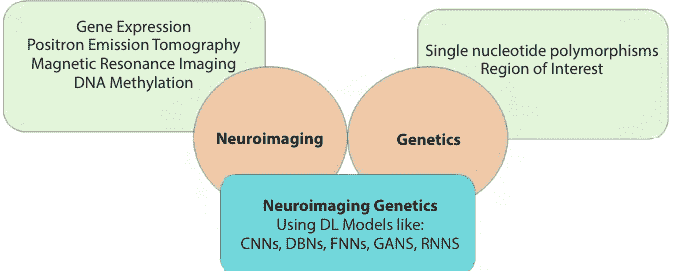 Gene Expression
Positron Emission Tomography
Magnetic Resonance Imaging
DNA Methylation
Single nucleotide polymorphisms
Region of Interest
Neuroimaging
Genetics
Neuroimaging Genetics
Using DL Models like:
CNNs, DBNs, FNNs, GANS, RNNS